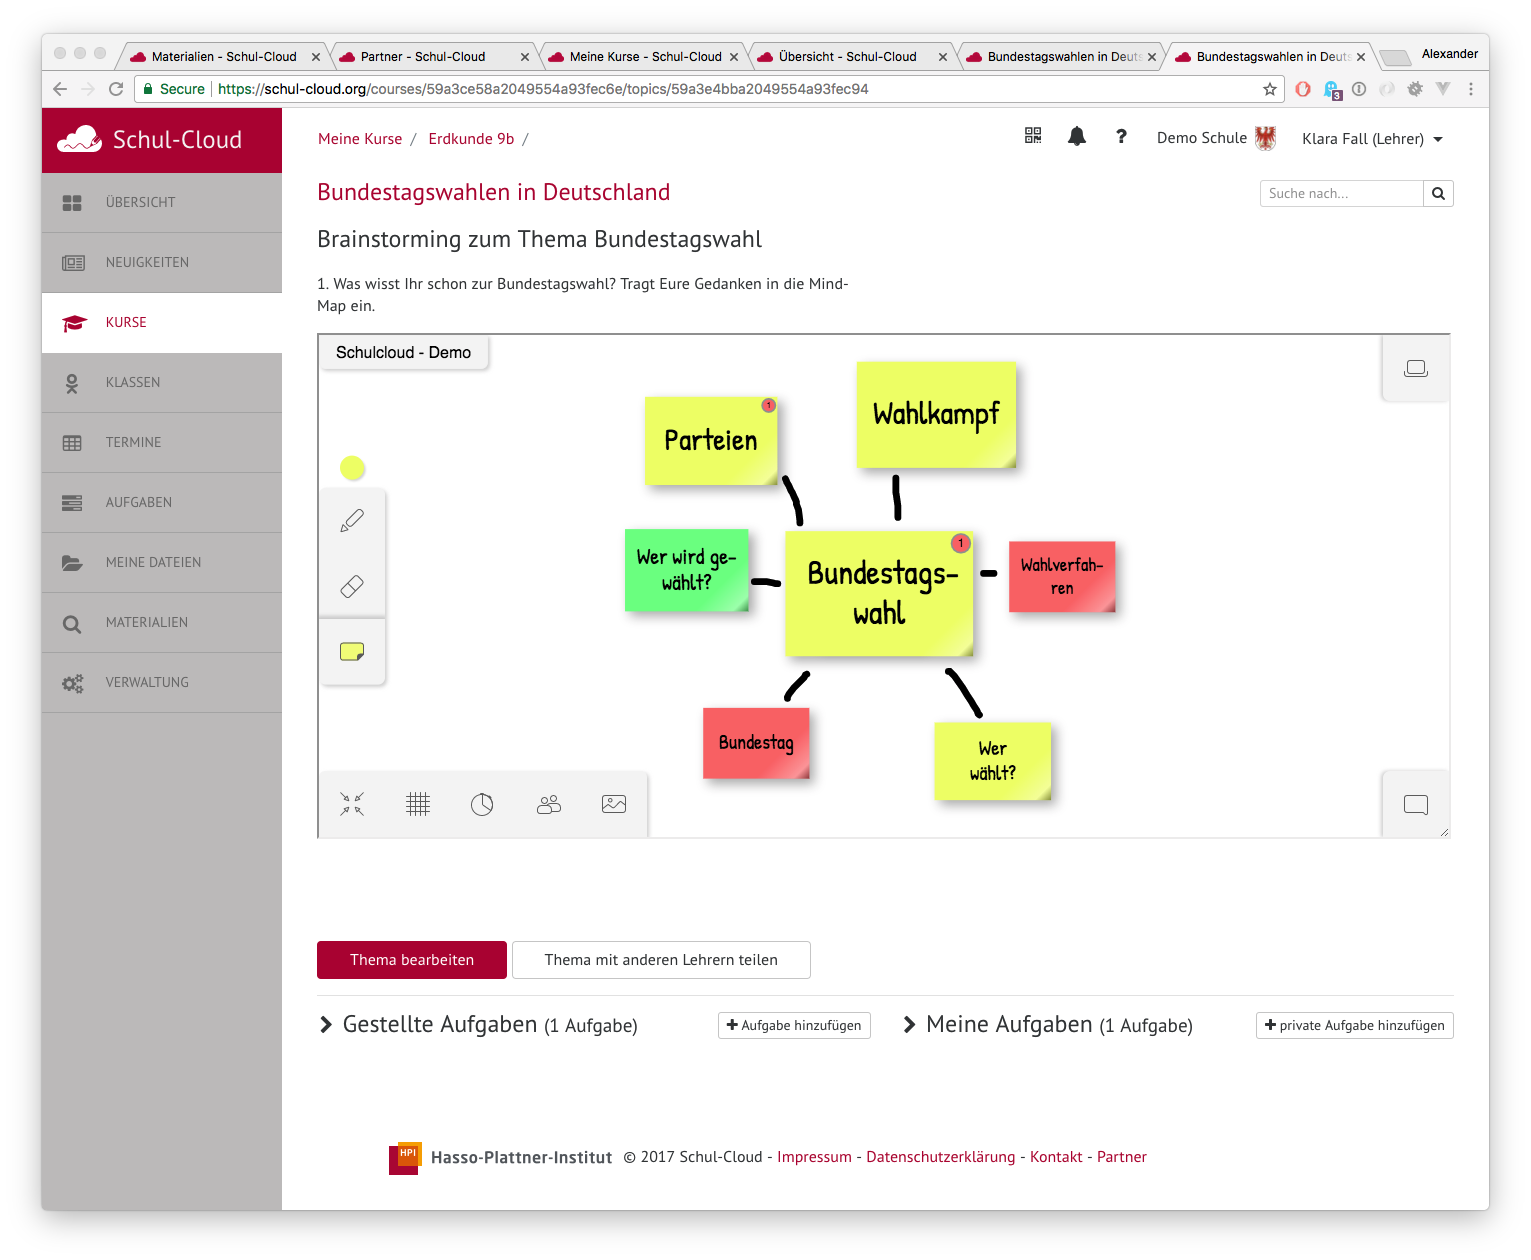 Materialien - Schul-Cloud
Partner - Schul-Cloud
Meine Kurse - Schul-Cloud
Übersicht - Schul-Cloud
Bundestagswahlen in Deuts
Bundestagswahlen in Deuts
Alexander
Secure
https://schul-cloud.org/courses/59a3ce58a2049554a93fec6e/topics/59a3e4bba2049554a93fec94
3
Schul-Cloud
Meine Kurse / Erdkunde 9b /
?
Demo Schule
Klara Fall (Lehrer)
ÜBERSICHT
NEUIGKEITEN
KURSE
KLASSEN
TERMINE
AUFGABEN
MEINE DATEIEN
MATERIALIEN
VERWALTUNG
Bundestagswahlen in Deutschland
Suche nach...
Brainstorming zum Thema Bundestagswahl
1. Was wisst Ihr schon zur Bundestagswahl? Tragt Eure Gedanken in die Mind-
Map ein.
Schulcloud - Demo
Parteien
1
Wahlkampf
Wer wird ge-
wählt?
Bundestags-
wahl
1
Wahlverfah-
ren
Bundestag
Wer
wählt?
Thema bearbeiten
Thema mit anderen Lehrern teilen
Gestellte Aufgaben (1 Aufgabe)
Aufgabe hinzufügen
Meine Aufgaben (1 Aufgabe)
private Aufgabe hinzufügen
HPI
Hasso-Plattner-Institut © 2017 Schul-Cloud - Impressum - Datenschutzerklärung - Kontakt - Partner